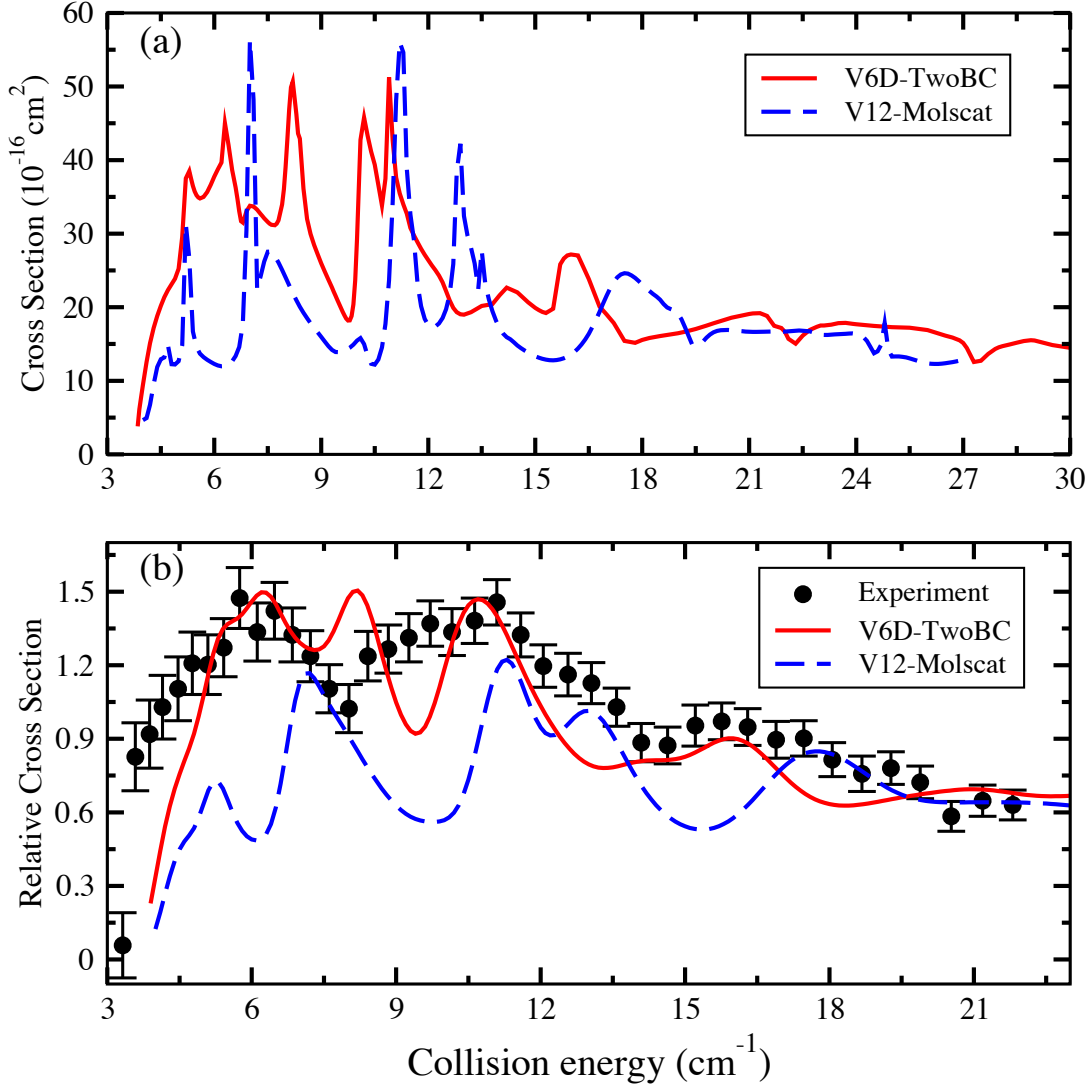 (a)
V6D-TwoBC
V12-Molscat
Cross Section (10⁻¹⁶ cm²)
60
50
40
30
20
10
0
3 6 9 12 15 18 21 24 27 30
(b)
Experiment
V6D-TwoBC
V12-Molscat
Relative Cross Section
1.5
1.2
0.9
0.6
0.3
0
3 6 9 12 15 18 21
Collision energy (cm⁻¹)